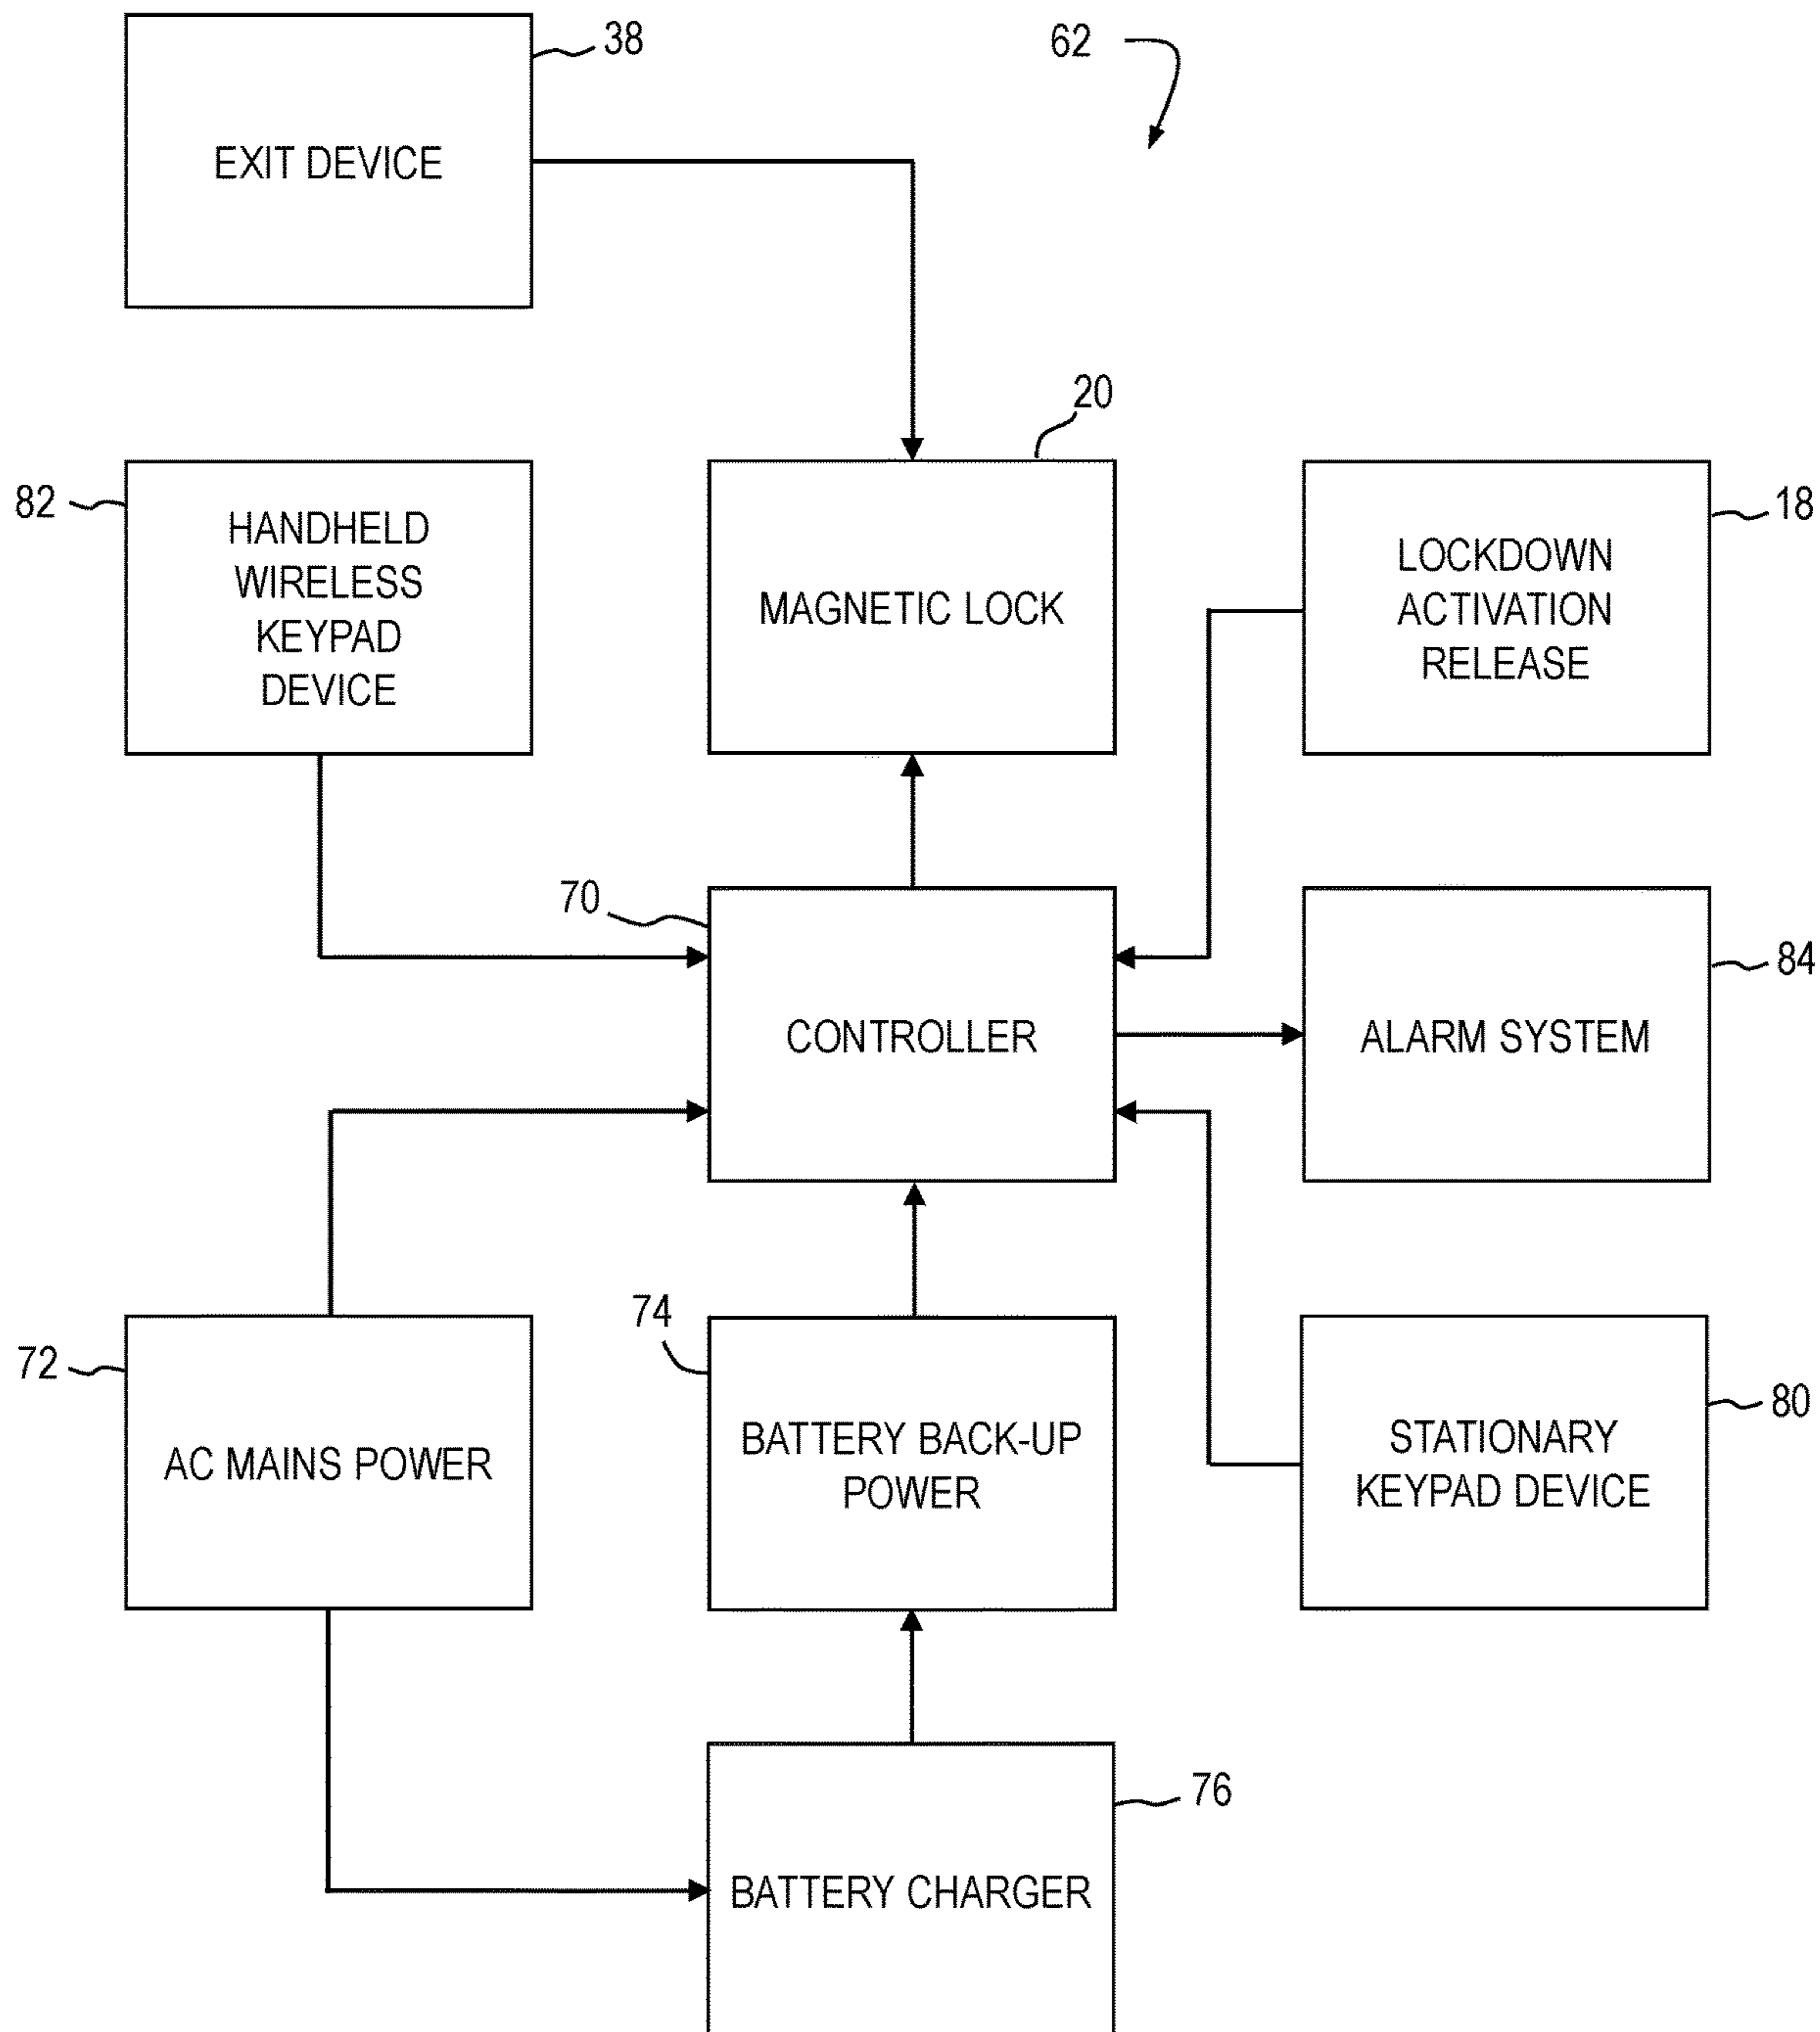 38
62
EXIT DEVICE
20
82
HANDHELD
WIRELESS
KEYPAD
DEVICE
MAGNETIC LOCK
18
LOCKDOWN
ACTIVATION
RELEASE
70
CONTROLLER
84
ALARM SYSTEM
72
AC MAINS POWER
74
BATTERY BACK-UP
POWER
80
STATIONARY
KEYPAD DEVICE
76
BATTERY CHARGER